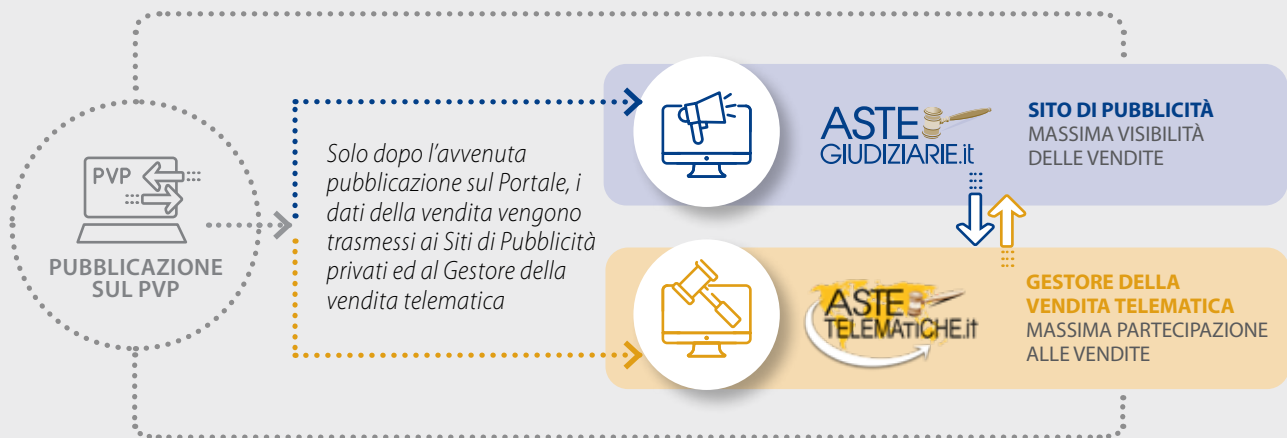 PVP
PUBBLICAZIONE
SUL PVP
Solo dopo l’avvenuta
pubblicazione sul Portale, i
dati della vendita vengono
trasmessi ai Siti di Pubblicità
privati ed al Gestore della
vendita telematica
ASTE
GIUDIZIARIE.it
SITO DI PUBBLICITÀ
MASSIMA VISIBILITÀ
DELLE VENDITE
ASTE
TELEMATICHE.it
GESTORE DELLA
VENDITA TELEMATICA
MASSIMA PARTECIPAZIONE
ALLE VENDITE